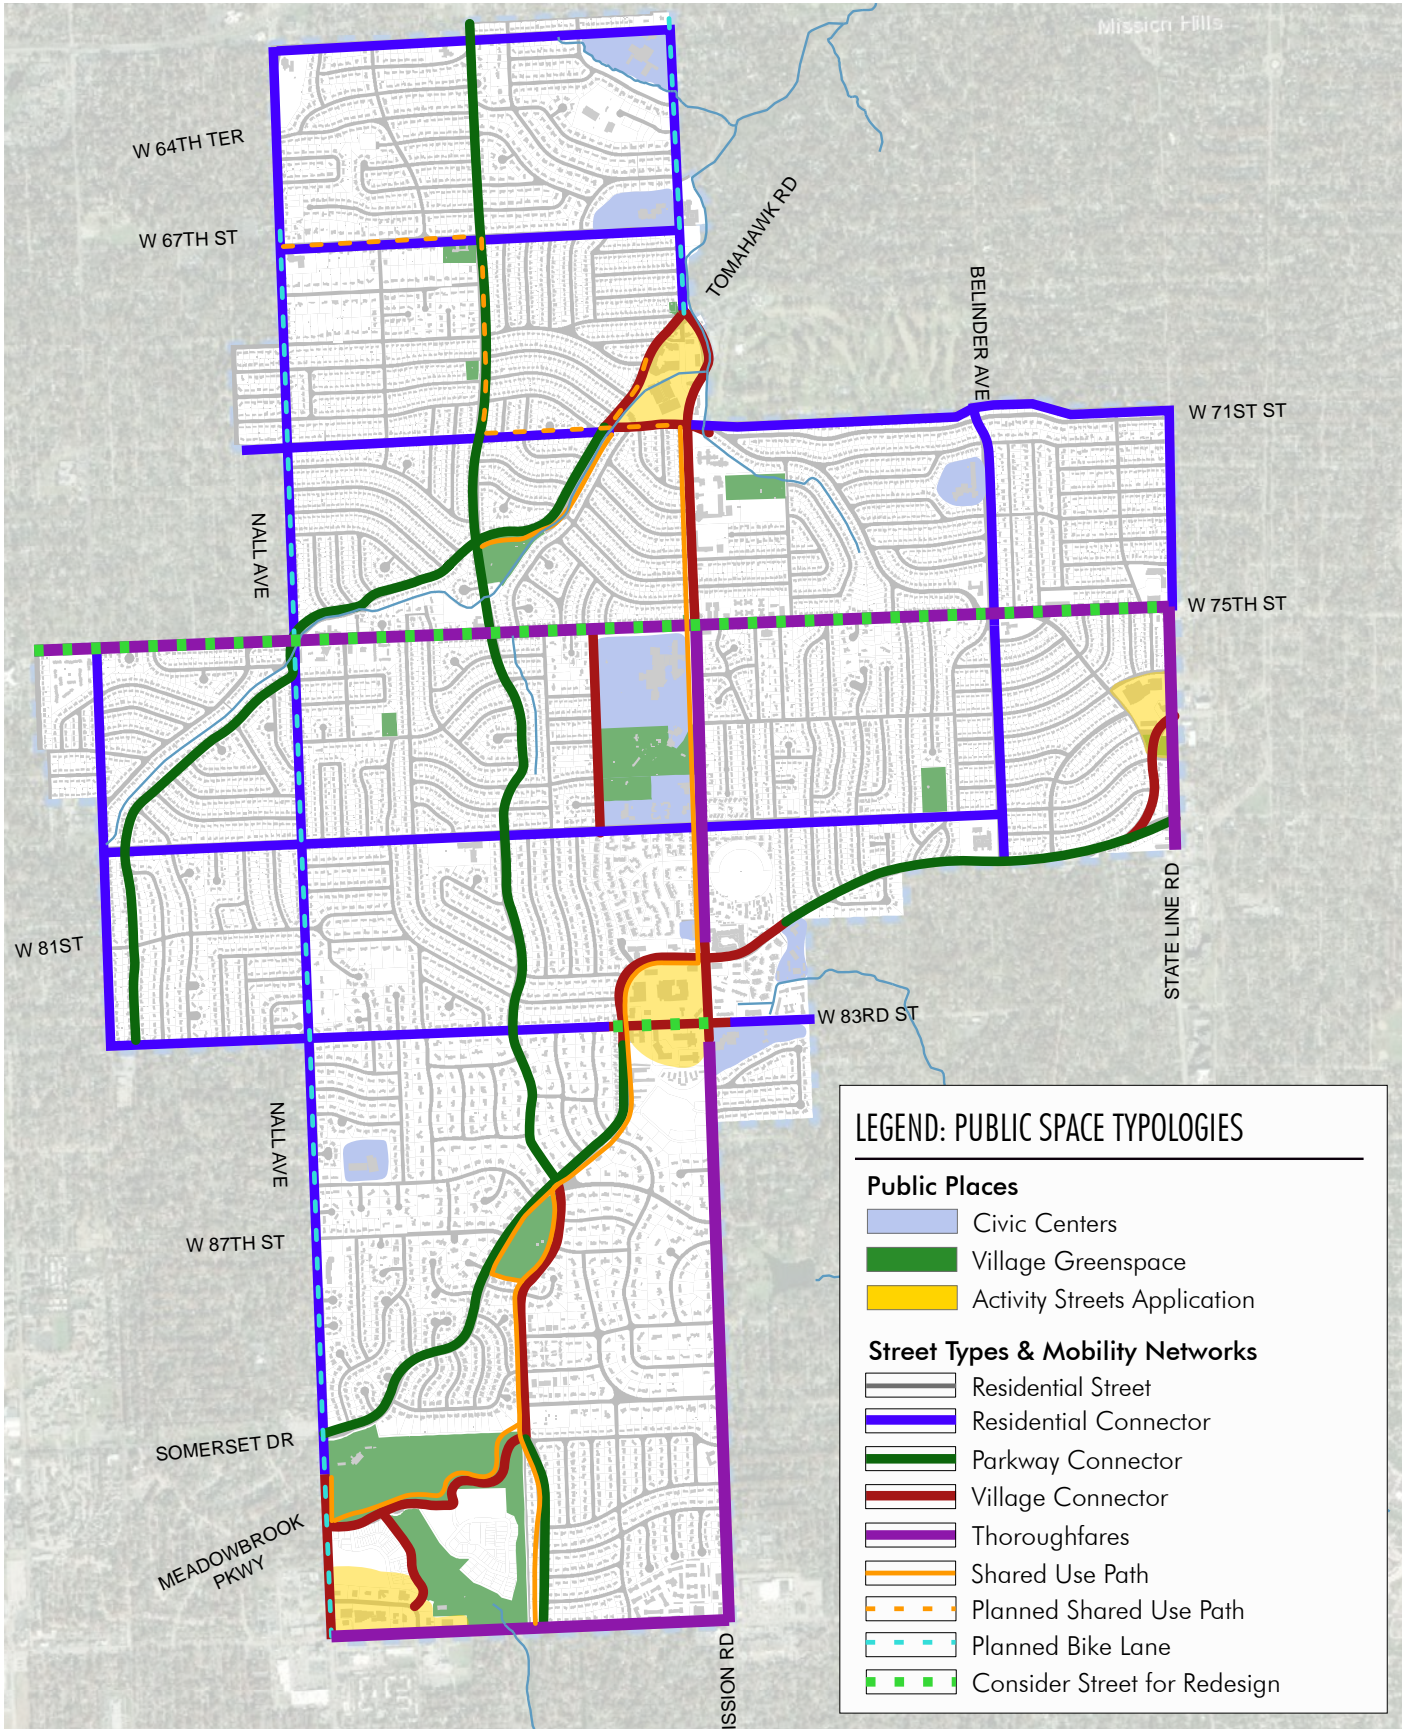 Mission Hills
W 64TH TER
W 67TH ST
TOMAHAWK RD
BELINDER AVE
W 71ST ST
NALL AVE
W 75TH ST
W 81ST
STATE LINE RD
W 83RD ST
NALL AVE
W 87TH ST
SOMERSET DR
MEADOWBROOK
PKWY
ISSION RD
LEGEND: PUBLIC SPACE TYPOLOGIES
Public Places
Civic Centers
Village Greenspace
Activity Streets Application
Street Types & Mobility Networks
Residential Street
Residential Connector
Parkway Connector
Village Connector
Thoroughfares
Shared Use Path
Planned Shared Use Path
Planned Bike Lane
Consider Street for Redesign